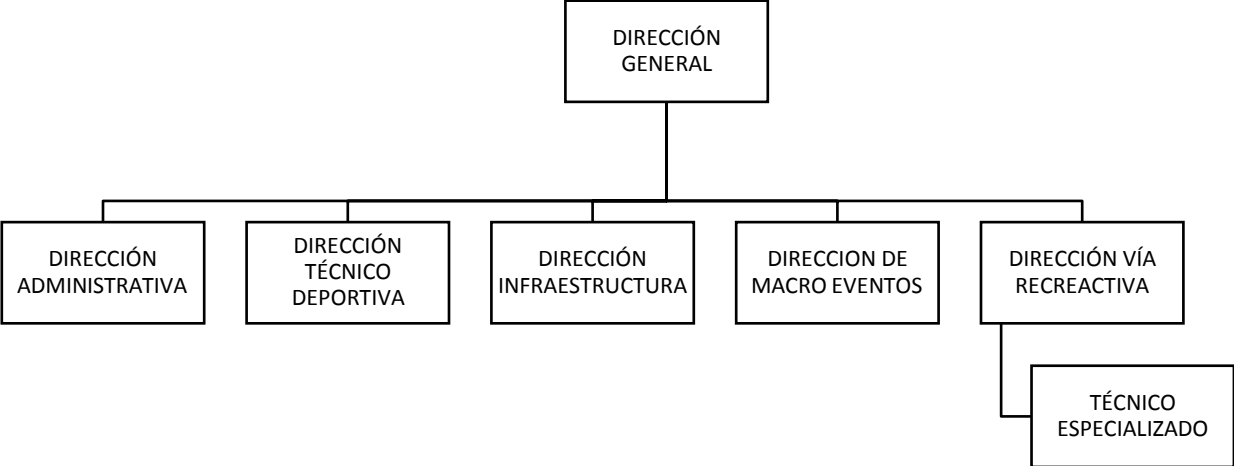 DIRECCIÓN
GENERAL
DIRECCIÓN
ADMINISTRATIVA
DIRECCIÓN
TÉCNICO
DEPORTIVA
DIRECCIÓN
INFRAESTRUCTURA
DIRECCION DE
MACRO EVENTOS
DIRECCIÓN VÍA
RECREACTIVA
TÉCNICO
ESPECIALIZADO